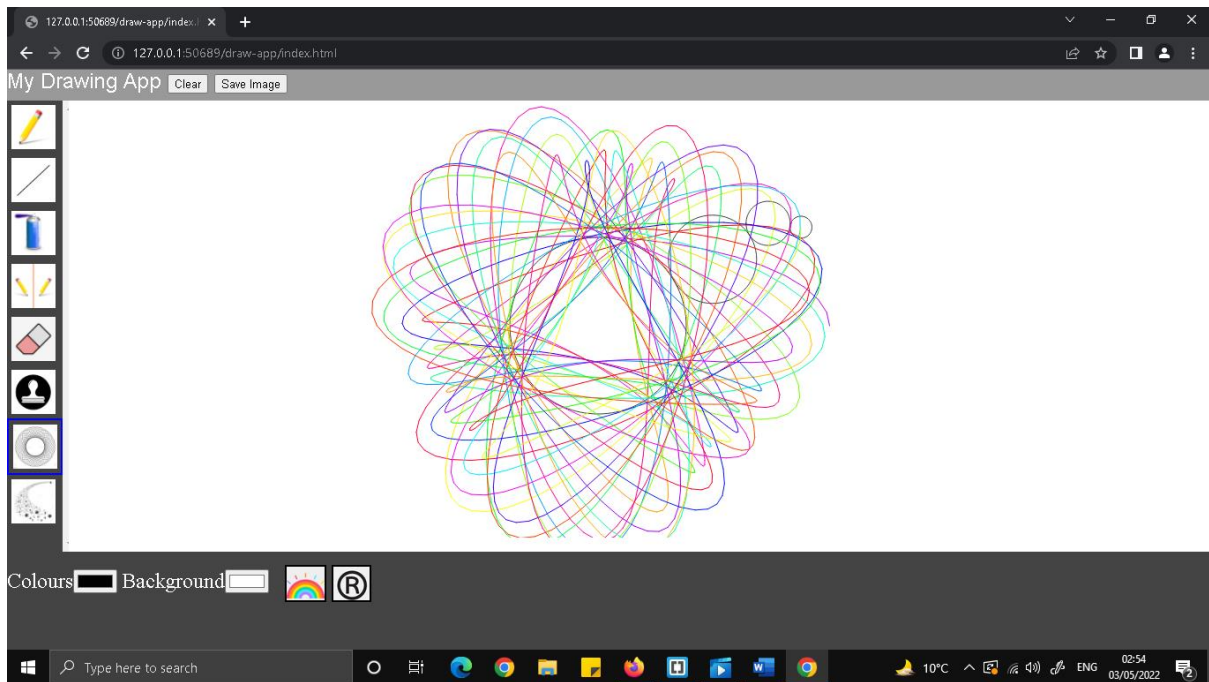 127.0.0.1:50689/draw-app/index.
127.0.0.1:50689/draw-app/index.html
My Drawing App Clear Save Image
Colours Background ®
Type here to search 10°C ENG 02:54
03/05/2022 2